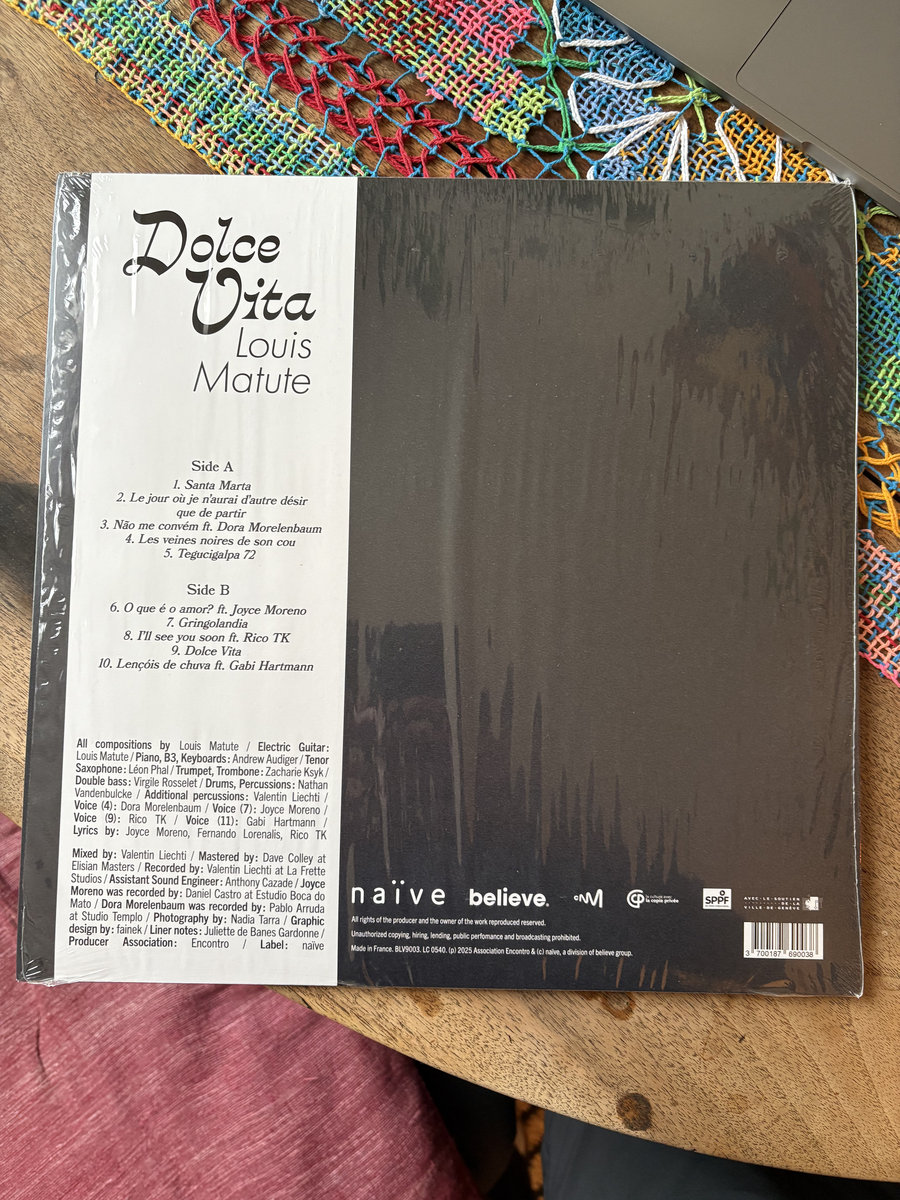 Dolce
Vita
Louis
Matute
Side A
1. Santa Marta
2. Le jour où je n'aurai d'autre désir
que de partir
3. Não me convém ft. Dora Morelenbaum
4. Les veines noires de son cou
5. Tegucigalpa 72
Side B
6. O que é o amor? ft. Joyce Moreno
7. Gringolandia
8. I'll see you soon ft. Rico TK
9. Dolce Vita
10. Lençóis de chuva ft. Gabi Hartmann
All compositions by Louis Matute / Electric Guitar:
Louis Matute / Piano, B3, Keyboards: Andrew Audiger / Tenor
Saxophone: Léon Phal / Trumpet, Trombone: Zacharie Ksyk /
Double bass: Virgile Rosselet / Drums, Percussions: Nathan
Vandenbulcke / Additional percussions: Valentin Liechti /
Voice (4): Dora Morelenbaum / Voice (7): Joyce Moreno /
Voice (9): Rico TK / Voice (11): Gabi Hartmann /
Lyrics by: Joyce Moreno, Fernando Lorenalis, Rico TK
Mixed by: Valentin Liechti / Mastered by: Dave Colley at
Elisian Masters / Recorded by: Valentin Liechti at La Frette
Studios / Assistant Sound Engineer: Anthony Cazade / Joyce
Moreno was recorded by: Daniel Castro at Estudio Boca do
Mato / Dora Morelenbaum was recorded by: Pablo Arruda
at Studio Templo / Photography by: Nadia Tarra / Graphic
design by: fainek / Liner notes: Juliette de Banes Gardonne /
Producer Association: Encontro / Label: naïve
naïve believe. la copie privée SPPF AVEC LE SOUTIEN
All rights of the producer and the owner of the work reproduced reserved.
Unauthorized copying, hiring, lending, public perfomance and broadcasting prohibited.
Made in France. BLV9003. LC 0540. (p) 2025 Association Encontro & (c) naïve, a division of believe group.
3 700187 690038